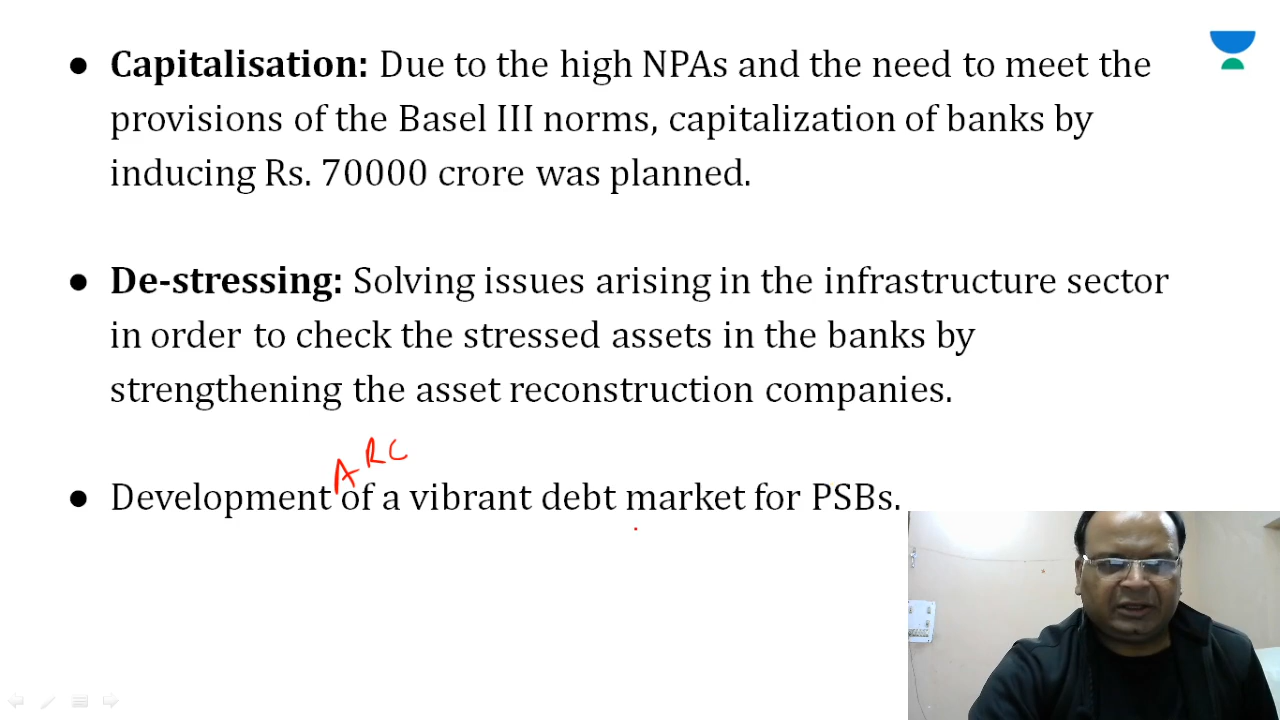 ● Capitalisation: Due to the high NPAs and the need to meet the
provisions of the Basel III norms, capitalization of banks by
inducing Rs. 70000 crore was planned.
● De-stressing: Solving issues arising in the infrastructure sector
in order to check the stressed assets in the banks by
strengthening the asset reconstruction companies.
ARC
● Development of a vibrant debt market for PSBs.